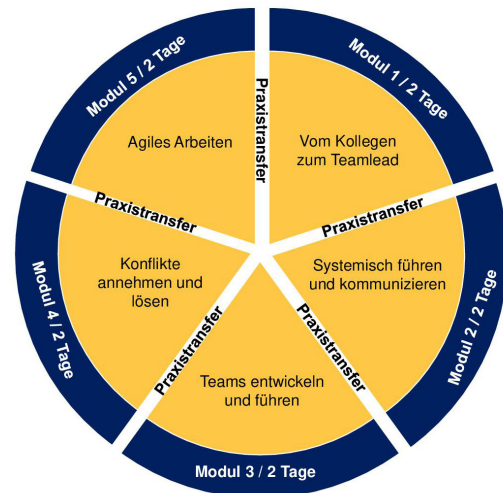 Modul 1 / 2 Tage
Vom Kollegen
zum Teamlead
Praxistransfer
Modul 2 / 2 Tage
Systemisch führen
und kommunizieren
Praxistransfer
Modul 3 / 2 Tage
Teams entwickeln
und führen
Praxistransfer
Modul 4 / 2 Tage
Konflikte
annehmen und
lösen
Praxistransfer
Modul 5 / 2 Tage
Agiles Arbeiten
Praxistransfer